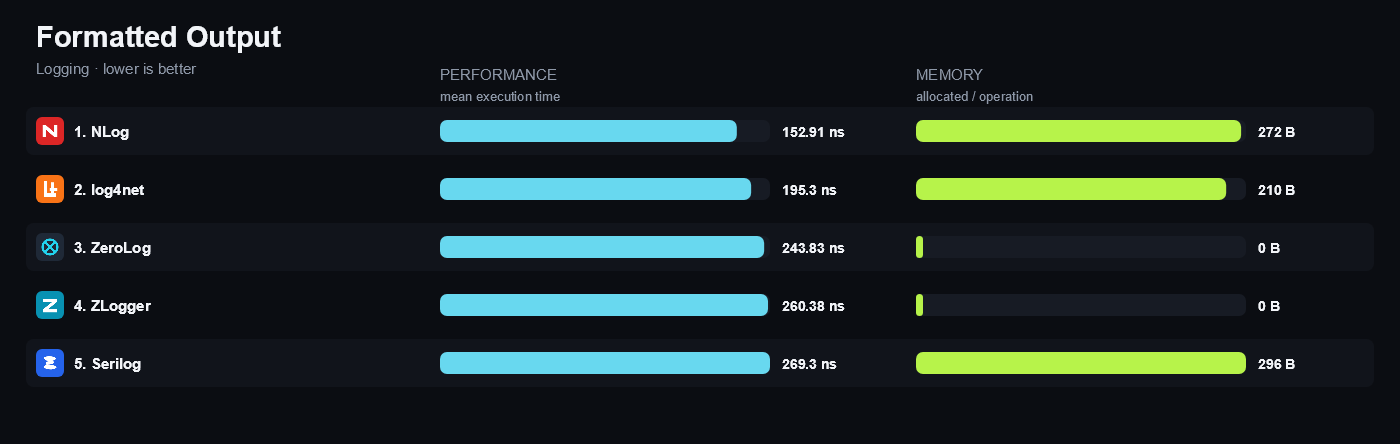 Formatted Output
Logging · lower is better
PERFORMANCE
mean execution time
MEMORY
allocated / operation
1. NLog 152.91 ns 272 B
2. log4net 195.3 ns 210 B
3. ZeroLog 243.83 ns 0 B
4. ZLogger 260.38 ns 0 B
5. Serilog 269.3 ns 296 B